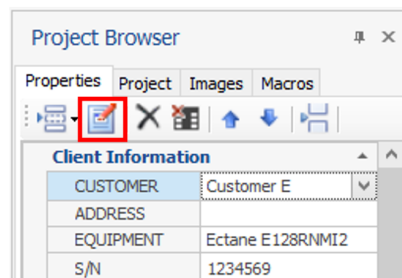 Project Browser
Properties Project Images Macros
Client Information
CUSTOMER Customer E
ADDRESS
EQUIPMENT Ectane E128RNMI2
S/N 1234569